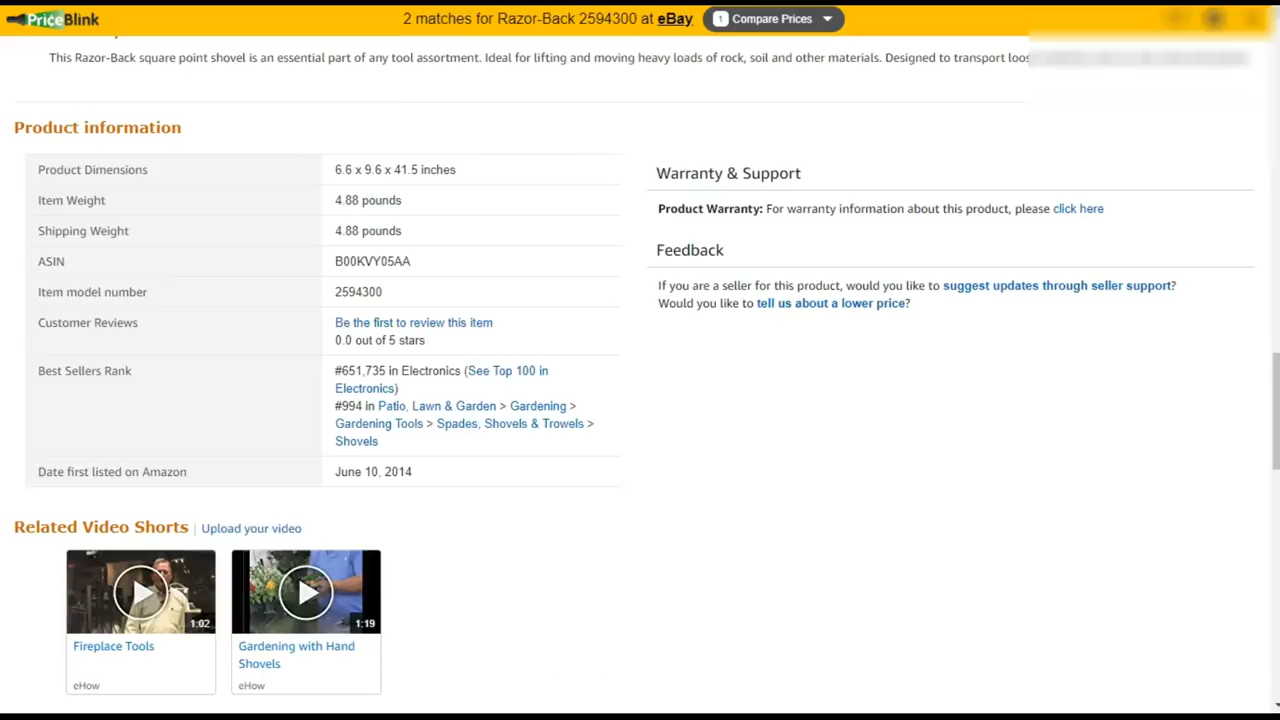 PriceBlink 2 matches for Razor-Back 2594300 at eBay 1 Compare Prices
This Razor-Back square point shovel is an essential part of any tool assortment. Ideal for lifting and moving heavy loads of rock, soil and other materials. Designed to transport
Product information
Product Dimensions 6.6 x 9.6 x 41.5 inches
Item Weight 4.88 pounds
Shipping Weight 4.88 pounds
ASIN B00KVY05AA
Item model number 2594300
Customer Reviews Be the first to review this item
0.0 out of 5 stars
Best Sellers Rank #651,735 in Electronics (See Top 100 in
Electronics)
#994 in Patio, Lawn & Garden > Gardening >
Gardening Tools > Spades, Shovels & Trowels >
Shovels
Date first listed on Amazon June 10, 2014
Warranty & Support
Product Warranty: For warranty information about this product, please click here
Feedback
If you are a seller for this product, would you like to suggest updates through seller support?
Would you like to tell us about a lower price?
Related Video Shorts | Upload your video
1:02
Fireplace Tools
eHow
1:19
Gardening with Hand
Shovels
eHow